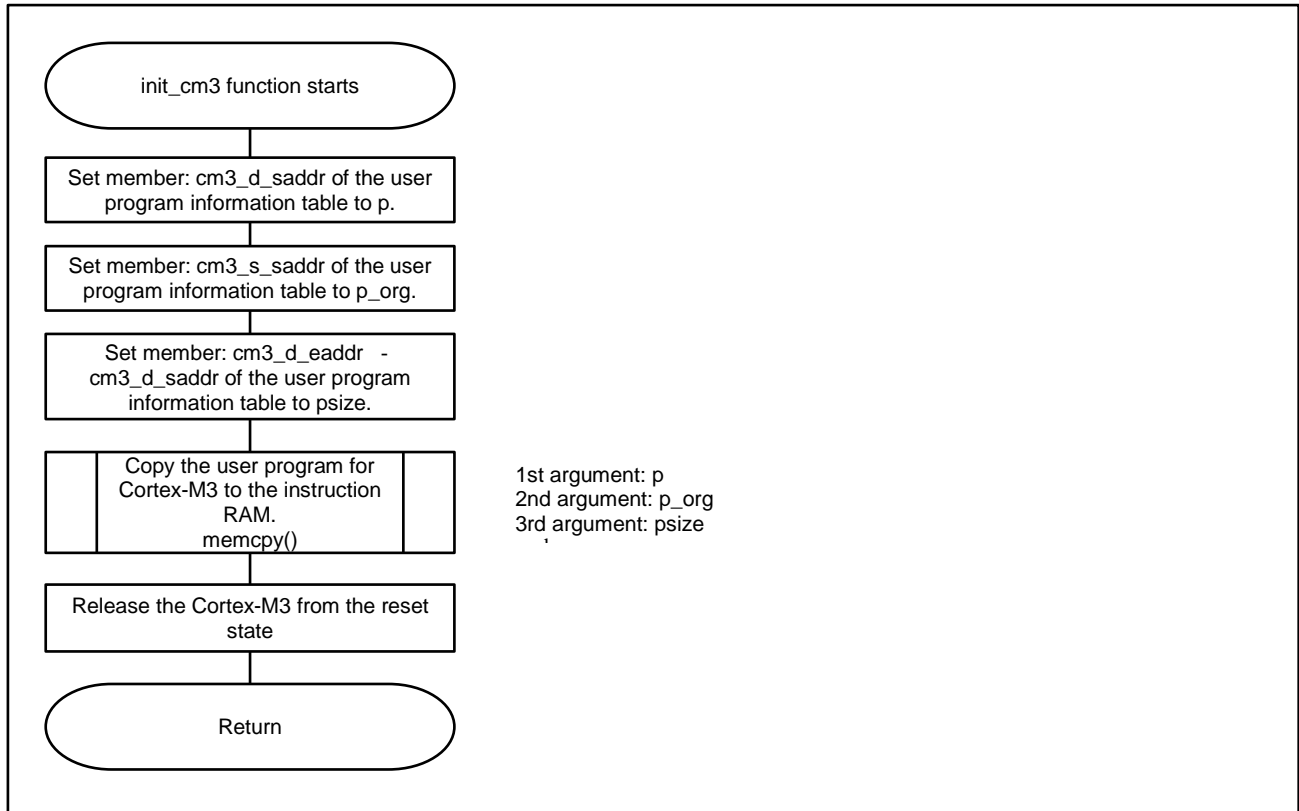 init_cm3 function starts
Set member: cm3_d_saddr of the user
program information table to p.
Set member: cm3_s_saddr of the user
program information table to p_org.
Set member: cm3_d_eaddr -
cm3_d_saddr of the user program
information table to psize.
Copy the user program for
Cortex-M3 to the instruction
RAM.
memcpy()
1st argument: p
2nd argument: p_org
3rd argument: psize
Release the Cortex-M3 from the reset
state
Return